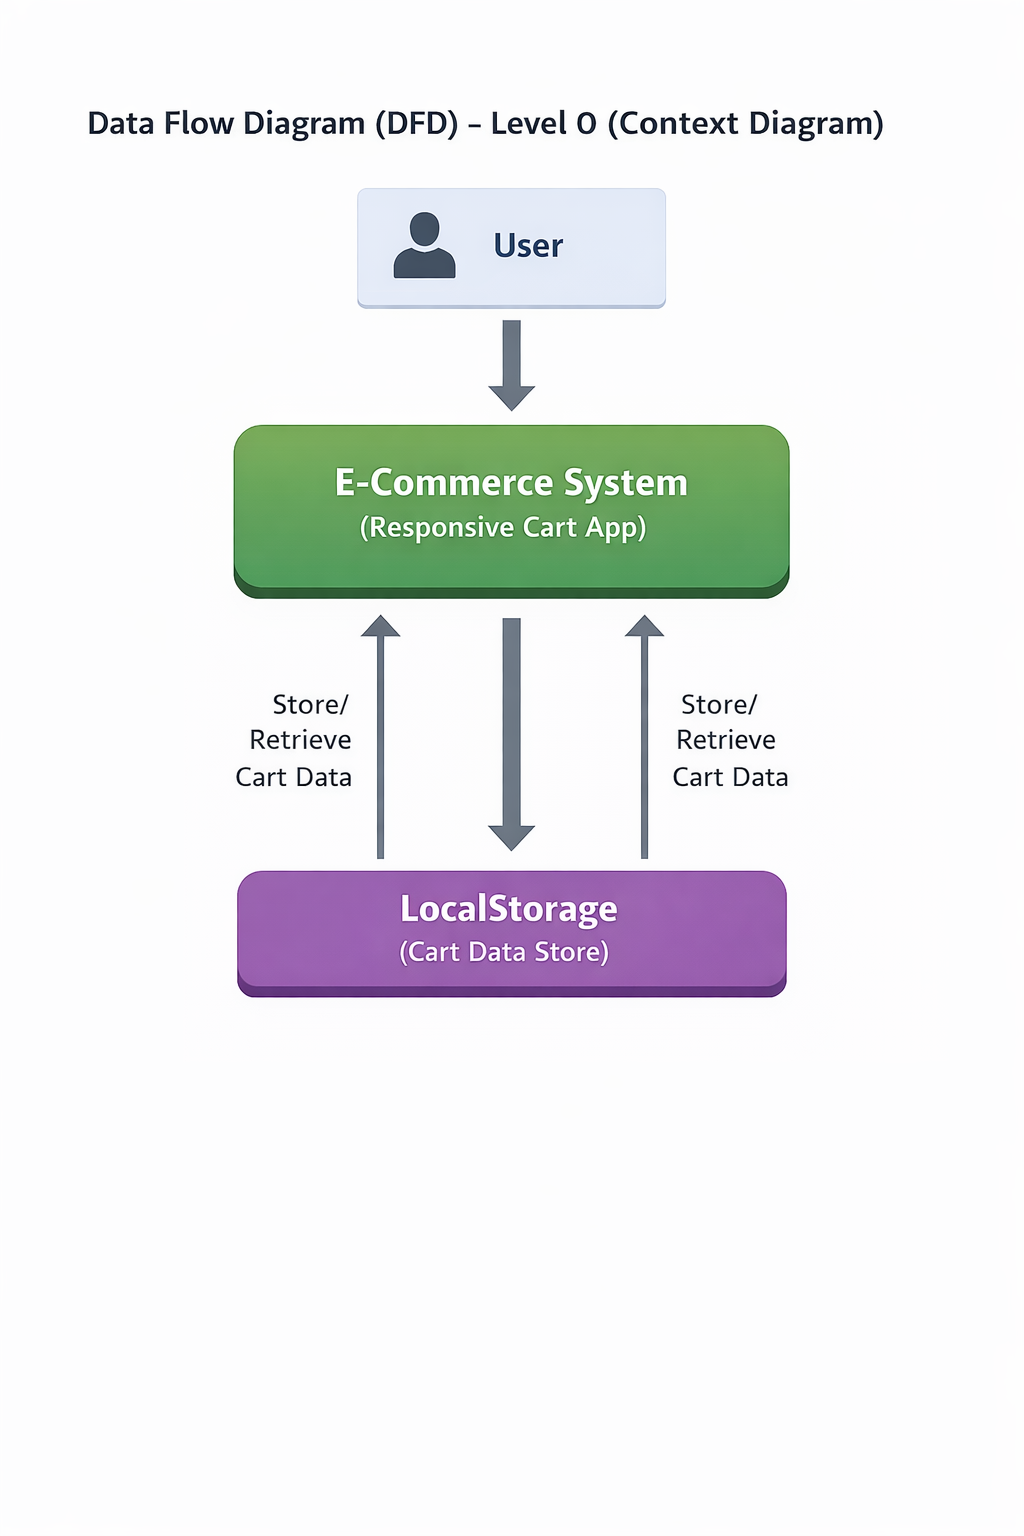 Data Flow Diagram (DFD) – Level 0 (Context Diagram)
User
E-Commerce System
(Responsive Cart App)
Store/
Retrieve
Cart Data
Store/
Retrieve
Cart Data
LocalStorage
(Cart Data Store)